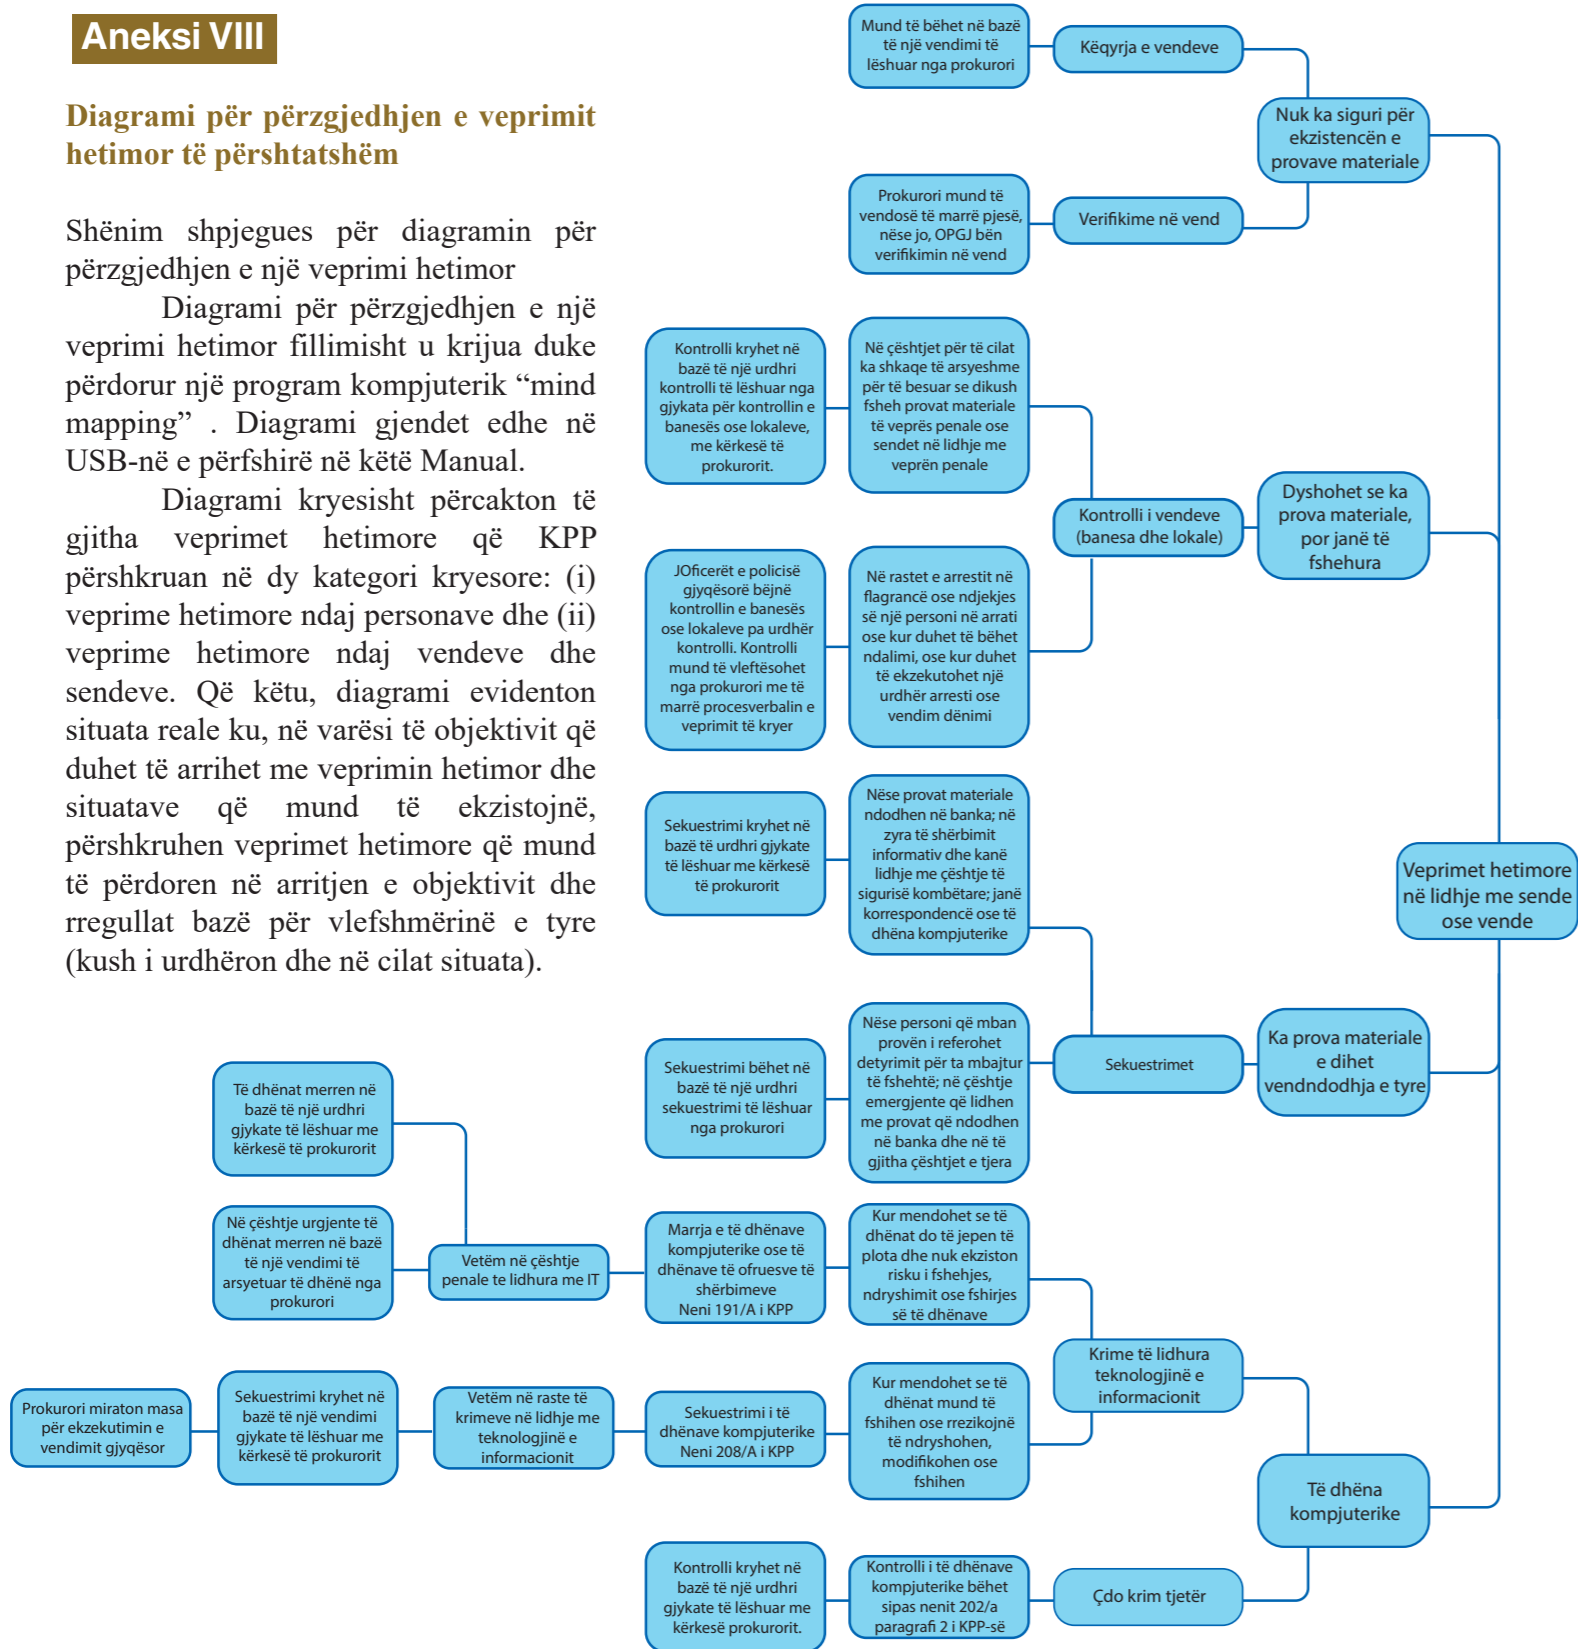 Aneksi VIII
Diagrami për përzgjedhjen e veprimit
hetimor të përshtatshëm
Shënim shpjegues për diagramin për
përzgjedhjen e një veprimi hetimor
Diagrami për përzgjedhjen e një
veprimi hetimor fillimisht u krijua duke
përdorur një program kompjuterik “mind
mapping” . Diagrami gjendet edhe në
USB-në e përfshirë në këtë Manual.
Diagrami kryesisht përcakton të
gjitha veprimet hetimore që KPP
përshkruan në dy kategori kryesore: (i)
veprime hetimore ndaj personave dhe (ii)
veprime hetimore ndaj vendeve dhe
sendeve. Që këtu, diagrami evidenton
situata reale ku, në varësi të objektivit që
duhet të arrihet me veprimin hetimor dhe
situatave që mund të ekzistojnë,
përshkruhen veprimet hetimore që mund
të përdoren në arritjen e objektivit dhe
rregullat bazë për vlefshmërinë e tyre
(kush i urdhëron dhe në cilat situata).
Mund të bëhet në bazë
të një vendimi të
lëshuar nga prokurori
Këqyrja e vendeve
Nuk ka siguri për
ekzistencën e
provave materiale
Prokurori mund të
vendosë të marrë pjesë,
nëse jo, OPGJ bën
verifikimin në vend
Verifikime në vend
Kontrolli kryhet në
bazë të një urdhri
kontrolli të lëshuar nga
gjykata për kontrollin e
banesës ose lokaleve,
me kërkesë të
prokurorit.
Në çështjet për të cilat
ka shkaqe të arsyeshme
për të besuar se dikush
fsheh provat materiale
të veprës penale ose
sendet në lidhje me
veprën penale
Kontrolli i vendeve
(banesa dhe lokale)
Dyshohet se ka
prova materiale,
por janë të
fshehura
JOficerët e policisë
gjyqësorë bëjnë
kontrollin e banesës
ose lokaleve pa urdhër
kontrolli. Kontrolli
mund të vleftësohet
nga prokurori me të
marrë procesverbalin e
veprimit të kryer
Në rastet e arrestit në
flagrancë ose ndjekjes
së një personi në arrati
ose kur duhet të bëhet
ndalimi, ose kur duhet
të ekzekutohet një
urdhër arresti ose
vendim dënimi
Sekuestrimi kryhet në
bazë të urdhri gjykate
të lëshuar me kërkesë
të prokurorit
Nëse provat materiale
ndodhen në banka; në
zyra të shërbimit
informativ dhe kanë
lidhje me çështje të
sigurisë kombëtare; janë
korrespondencë ose të
dhëna kompjuterike
Veprimet hetimore
në lidhje me sende
ose vende
Sekuestrimi bëhet në
bazë të një urdhri
sekuestrimi të lëshuar
nga prokurori
Nëse personi që mban
provën i referohet
detyrimit për ta mbajtur
të fshehtë; në çështje
emergjente që lidhen
me provat që ndodhen
në banka dhe në të
gjitha çështjet e tjera
Sekuestrimet
Ka prova materiale
e dihet
vendndodhja e tyre
Të dhënat merren në
bazë të një urdhri
gjykate të lëshuar me
kërkesë të prokurorit
Në çështje urgjente të
dhënat merren në bazë
të një vendimi të
arsyetuar të dhënë nga
prokurori
Vetëm në çështje
penale te lidhura me IT
Marrja e të dhënave
kompjuterike ose të
dhënave të ofruesve të
shërbimeve
Neni 191/A i KPP
Kur mendohet se të
dhënat do të jepen të
plota dhe nuk ekziston
risku i fshehjes,
ndryshimit ose fshirjes
së të dhënave
Krime të lidhura
teknologjinë e
informacionit
Prokurori miraton masa
për ekzekutimin e
vendimit gjyqësor
Sekuestrimi kryhet në
bazë të një vendimi
gjykate të lëshuar me
kërkesë të prokurorit
Vetëm në raste të
krimeve në lidhje me
teknologjinë e
informacionit
Sekuestrimi i të
dhënave kompjuterike
Neni 208/A i KPP
Kur mendohet se të
dhënat mund të
fshihen ose rrezikojnë
të ndryshohen,
modifikohen ose
fshihen
Të dhëna
kompjuterike
Kontrolli kryhet në
bazë të një urdhri
gjykate të lëshuar me
kërkesë të prokurorit.
Kontrolli i të dhënave
kompjuterike bëhet
sipas nenit 202/a
paragrafi 2 i KPP-së
Çdo krim tjetër